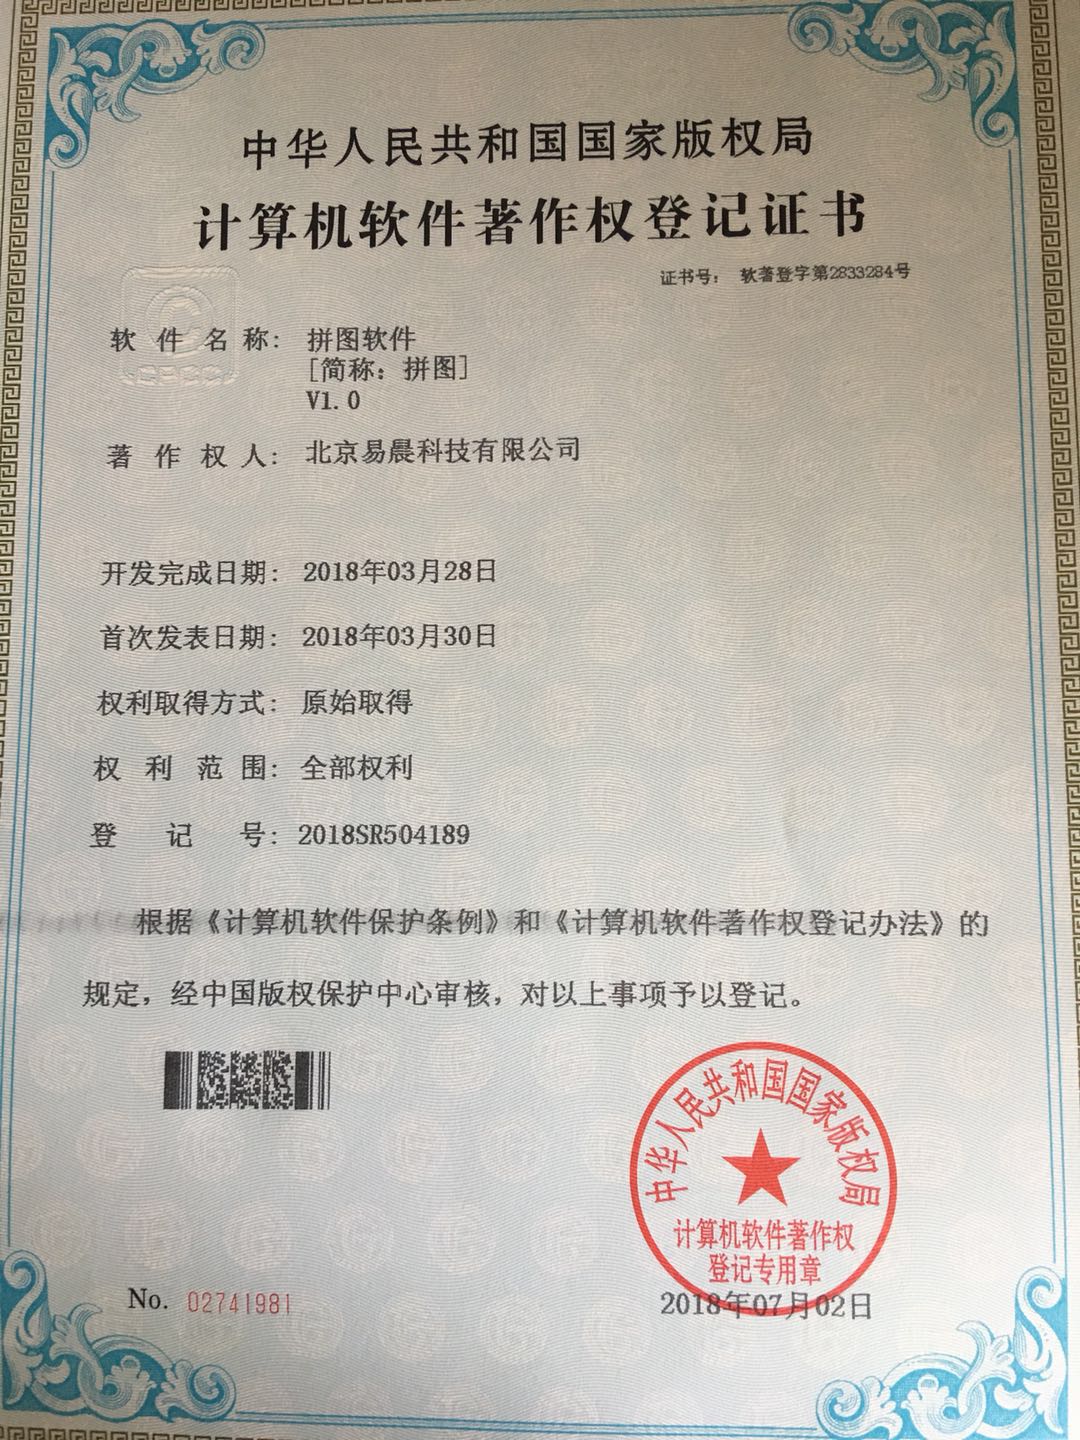 中华人民共和国国家版权局
计算机软件著作权登记证书
证书号: 软著登字第2833284号
软件名称: 拼图软件
[简称: 拼图]
V1.0
著作权人: 北京易晨科技有限公司
开发完成日期: 2018年03月28日
首次发表日期: 2018年03月30日
权利取得方式: 原始取得
权利范围: 全部权利
登记号: 2018SR504189
根据《计算机软件保护条例》和《计算机软件著作权登记办法》的
规定, 经中国版权保护中心审核, 对以上事项予以登记。
中华人民共和国国家版权局
计算机软件著作权
登记专用章
No. 02741981
2018年07月02日